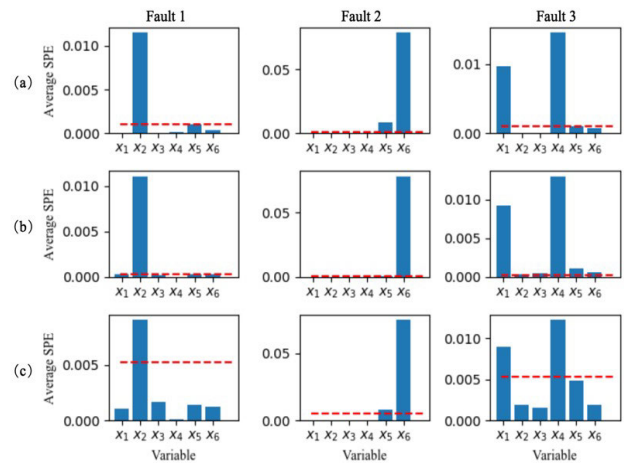 Fault 1 Fault 2 Fault 3
(a)
Average SPE
0.010
0.005
0.000
x1 x2 x3 x4 x5 x6
0.05
0.00
x1 x2 x3 x4 x5 x6
0.01
0.00
x1 x2 x3 x4 x5 x6
(b)
Average SPE
0.010
0.005
0.000
x1 x2 x3 x4 x5 x6
0.05
0.00
x1 x2 x3 x4 x5 x6
0.010
0.005
0.000
x1 x2 x3 x4 x5 x6
(c)
Average SPE
0.005
0.000
x1 x2 x3 x4 x5 x6
Variable
0.05
0.00
x1 x2 x3 x4 x5 x6
Variable
0.010
0.005
0.000
x1 x2 x3 x4 x5 x6
Variable